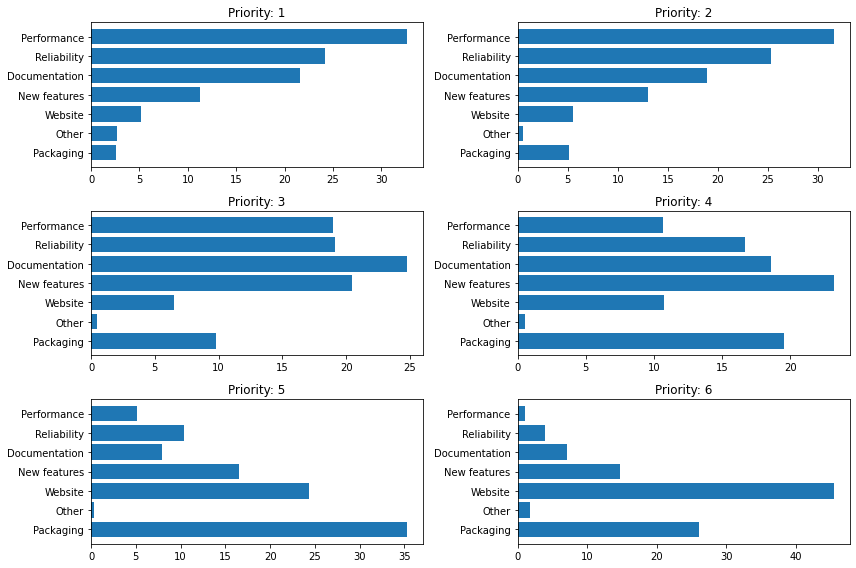 Priority: 1
Performance
Reliability
Documentation
New features
Website
Other
Packaging
0 5 10 15 20 25 30
Priority: 2
Performance
Reliability
Documentation
New features
Website
Other
Packaging
0 5 10 15 20 25 30
Priority: 3
Performance
Reliability
Documentation
New features
Website
Other
Packaging
0 5 10 15 20 25
Priority: 4
Performance
Reliability
Documentation
New features
Website
Other
Packaging
0 5 10 15 20
Priority: 5
Performance
Reliability
Documentation
New features
Website
Other
Packaging
0 5 10 15 20 25 30 35
Priority: 6
Performance
Reliability
Documentation
New features
Website
Other
Packaging
0 10 20 30 40